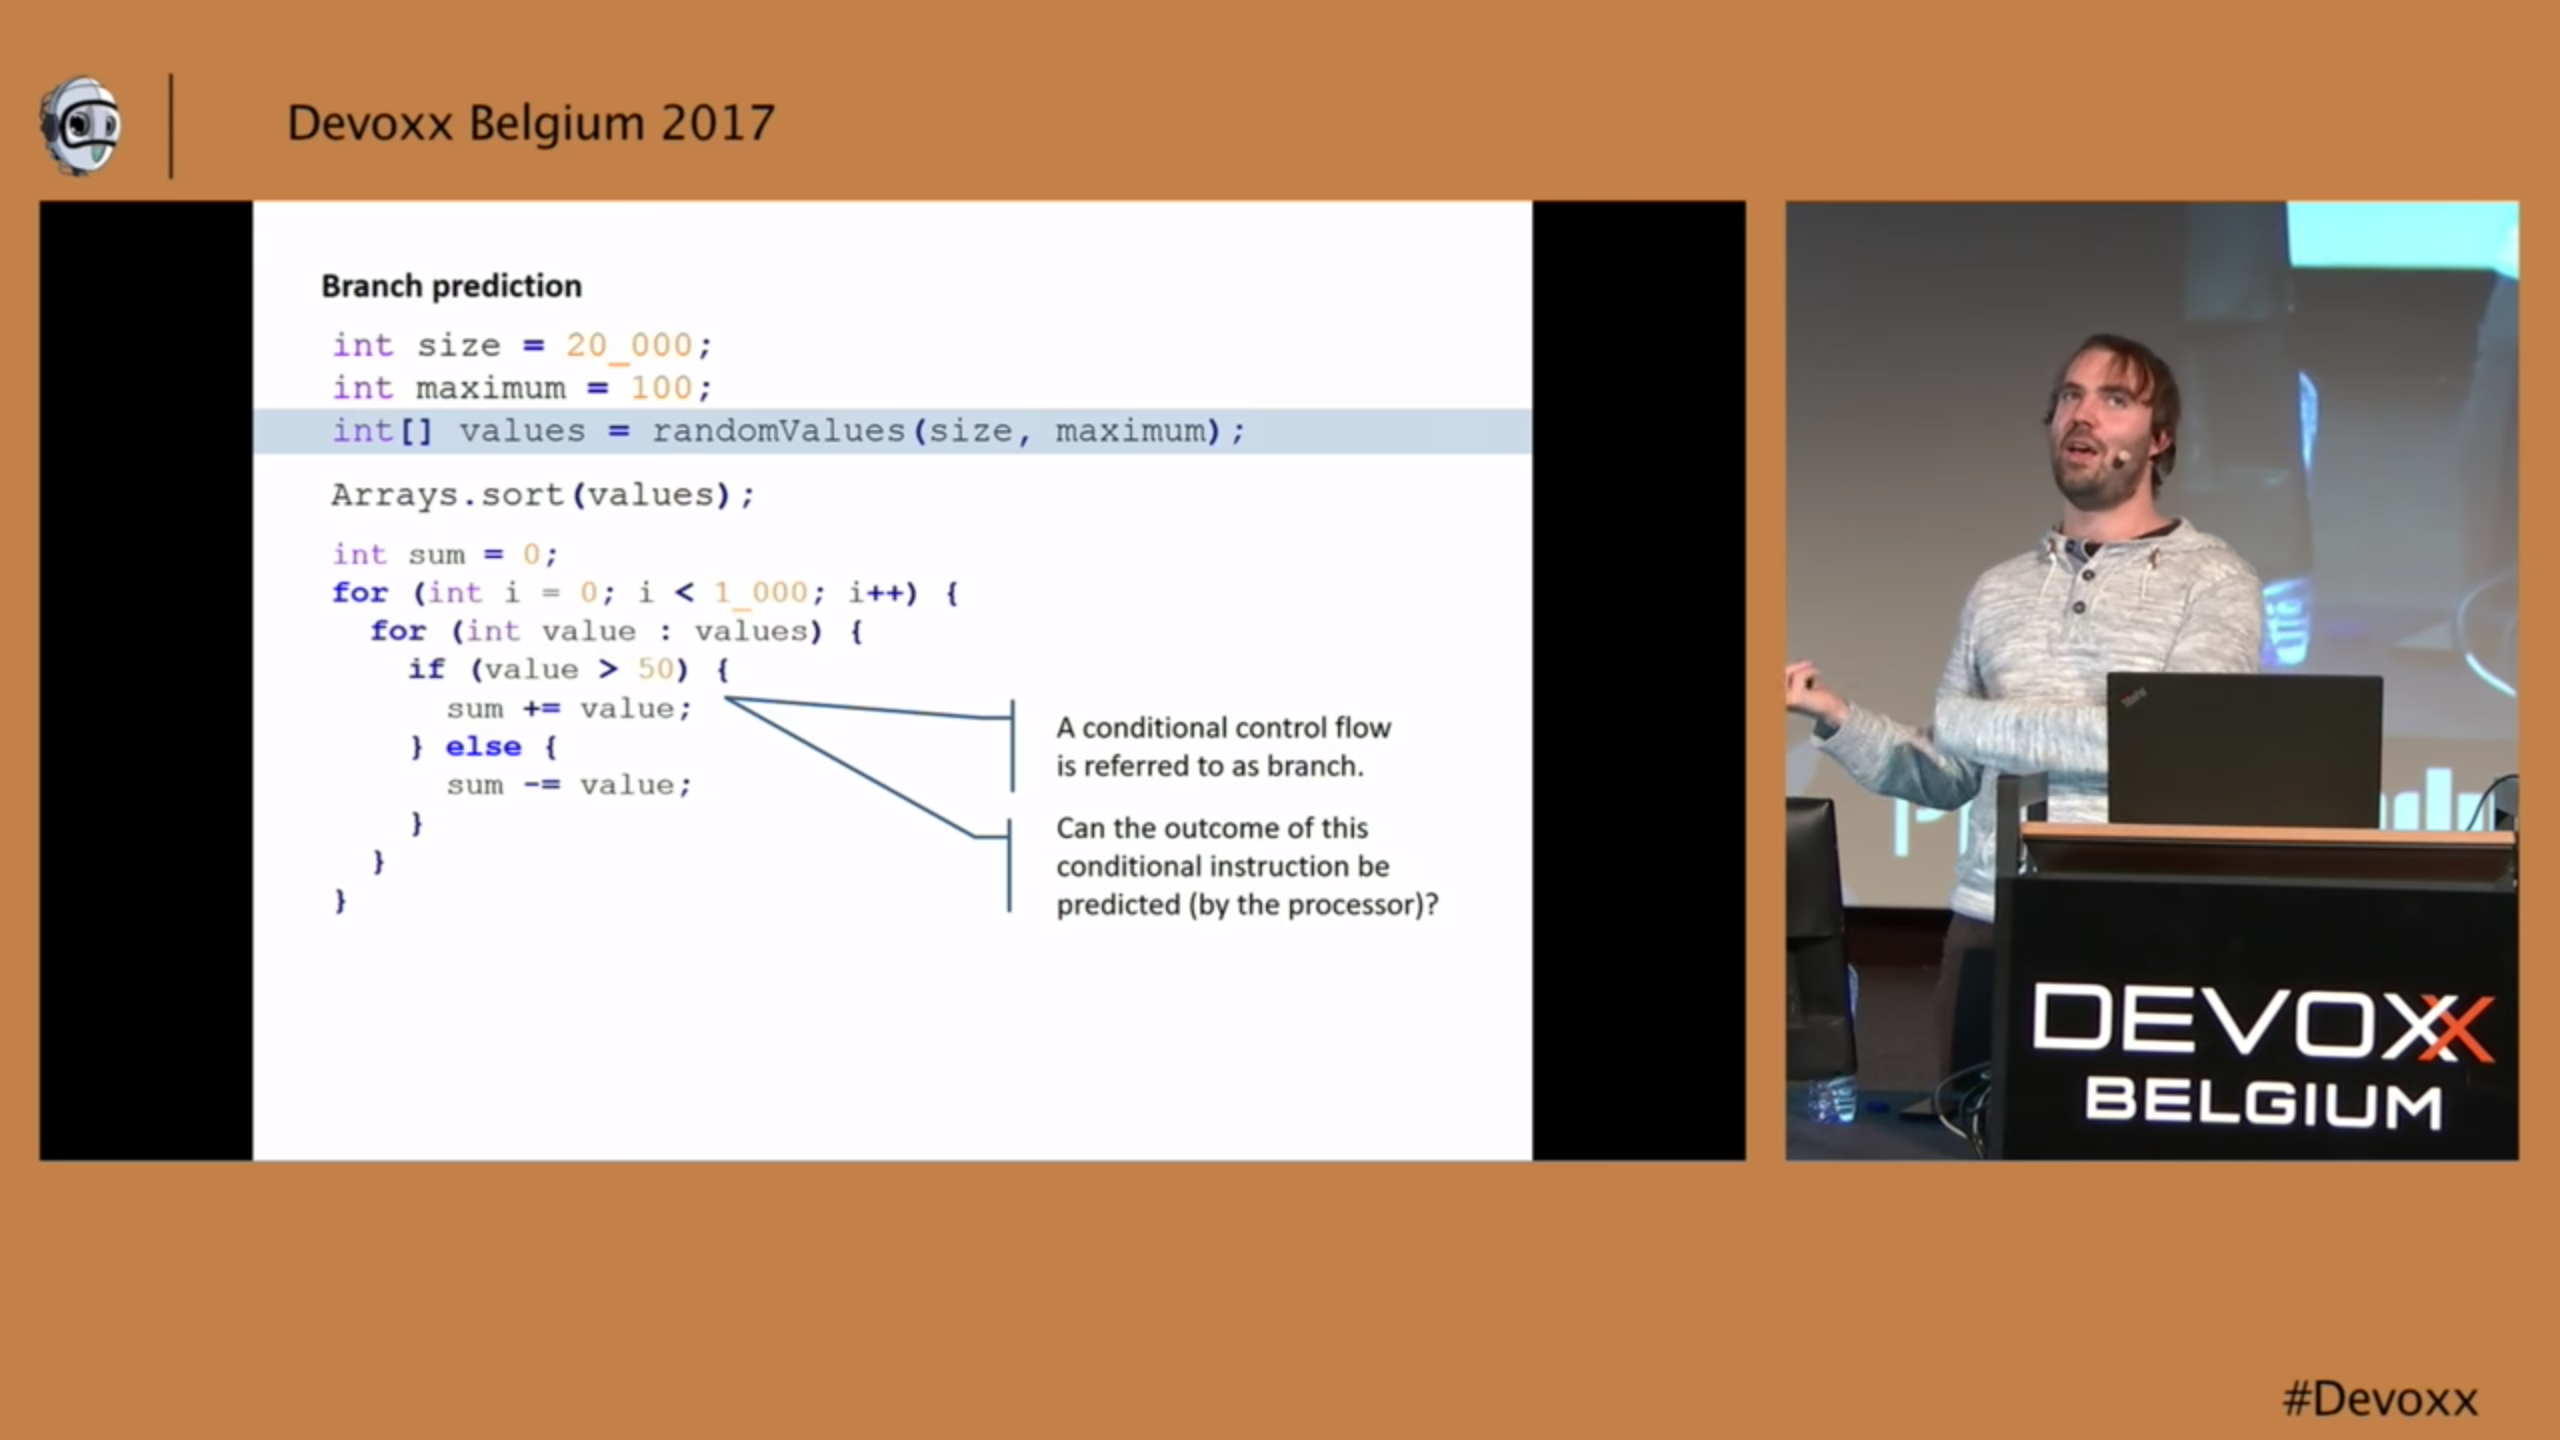 Devoxx Belgium 2017
Branch prediction
int size = 20_000;
int maximum = 100;
int[] values = randomValues(size, maximum);
Arrays.sort(values);
int sum = 0;
for (int i = 0; i < 1_000; i++) {
for (int value : values) {
if (value > 50) {
sum += value;
} else {
sum -= value;
}
}
}
A conditional control flow
is referred to as branch.
Can the outcome of this
conditional instruction be
predicted (by the processor)?
DEVOXX
BELGIUM
#Devoxx